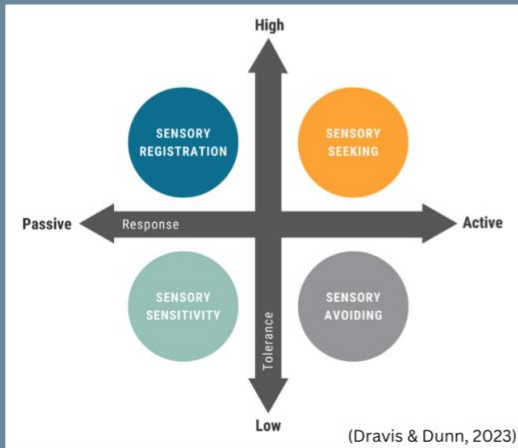 High
SENSORY
REGISTRATION
SENSORY
SEEKING
Passive
Response
Active
SENSORY
SENSITIVITY
SENSORY
AVOIDING
Tolerance
Low
(Dravis & Dunn, 2023)